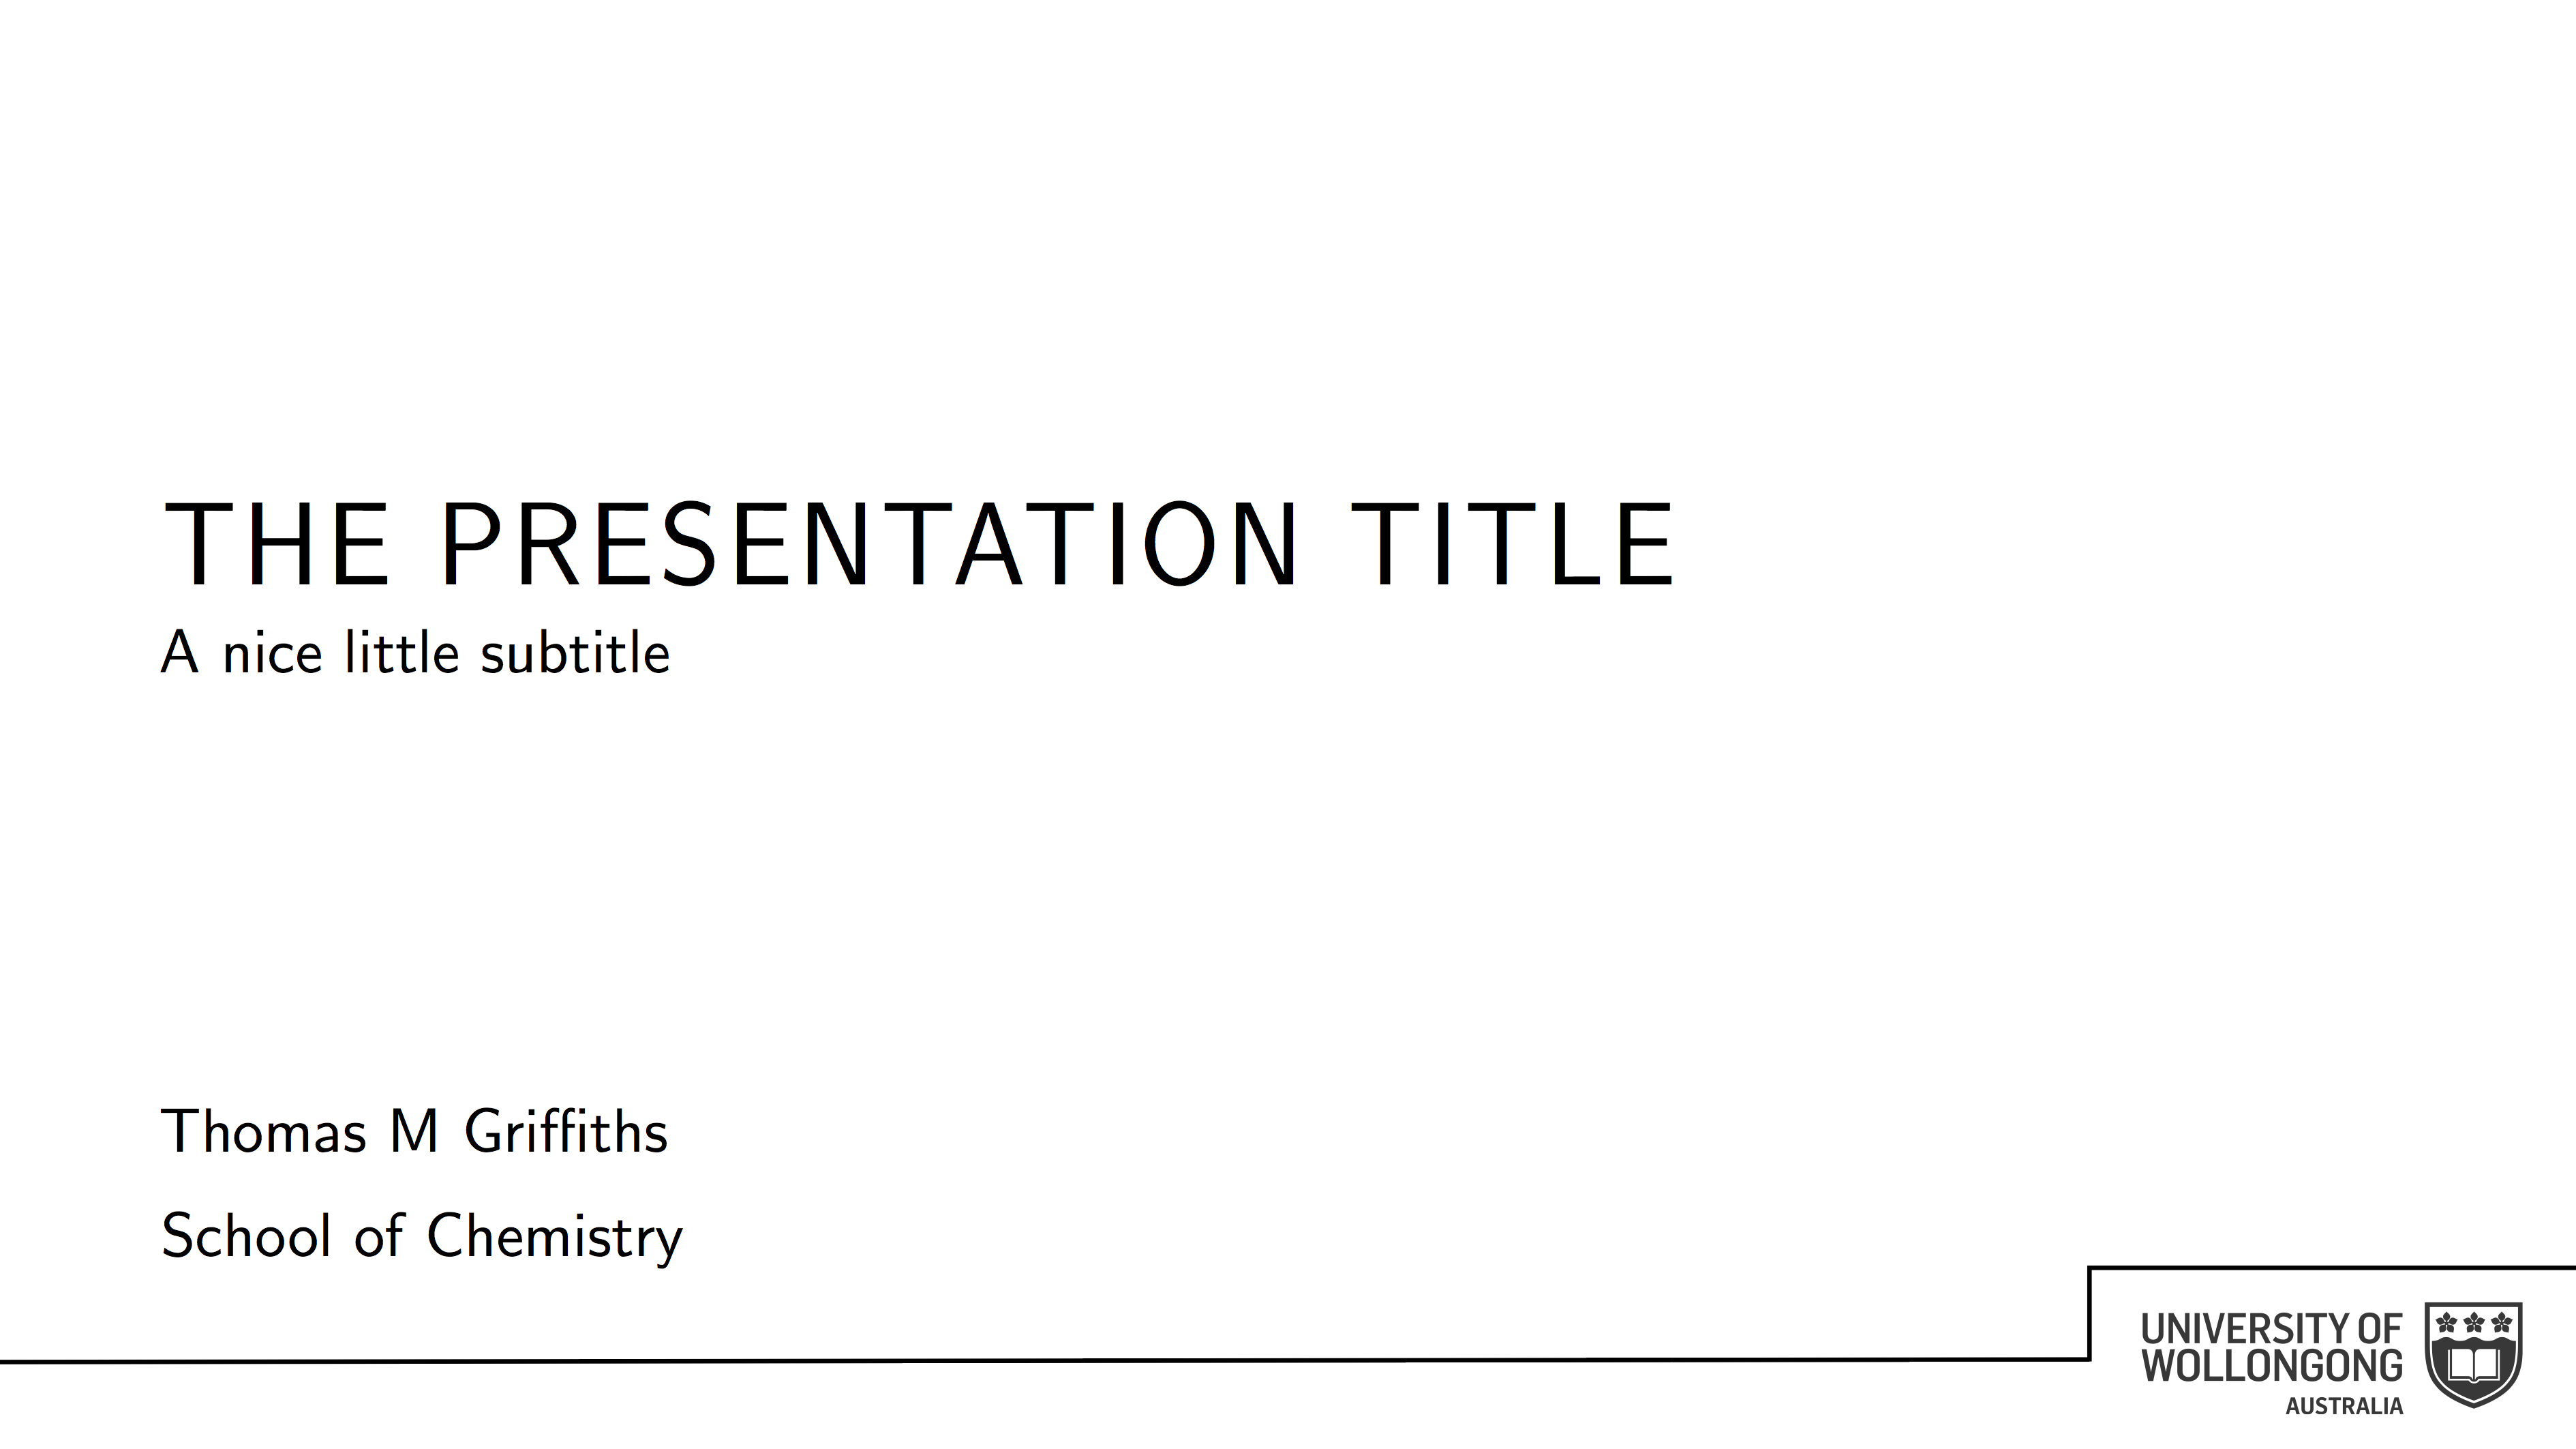 THE PRESENTATION TITLE
A nice little subtitle
Thomas M Griffiths
School of Chemistry
UNIVERSITY OF
WOLLONGONG
AUSTRALIA